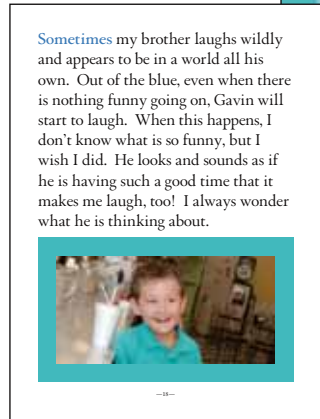 Sometimes my brother laughs wildly
and appears to be in a world all his
own. Out of the blue, even when there
is nothing funny going on, Gavin will
start to laugh. When this happens, I
don't know what is so funny, but I
wish I did. He looks and sounds as if
he is having such a good time that it
makes me laugh, too! I always wonder
what he is thinking about.
—18—